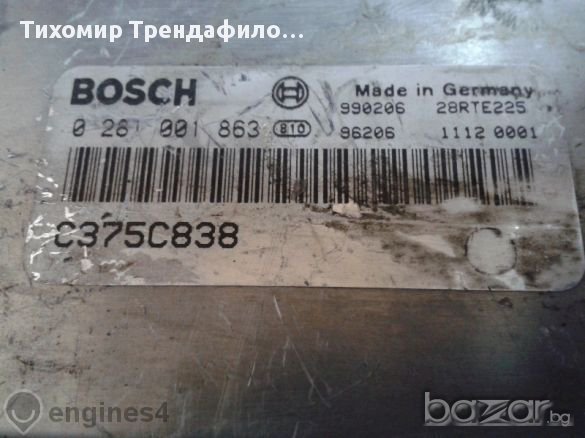 Тихомир Трендафило...
BOSCH Made in Germany
990206 28RTE225
0 281 001 863 810 96206 1112 0001
C375C838
engines4
bazar.bg